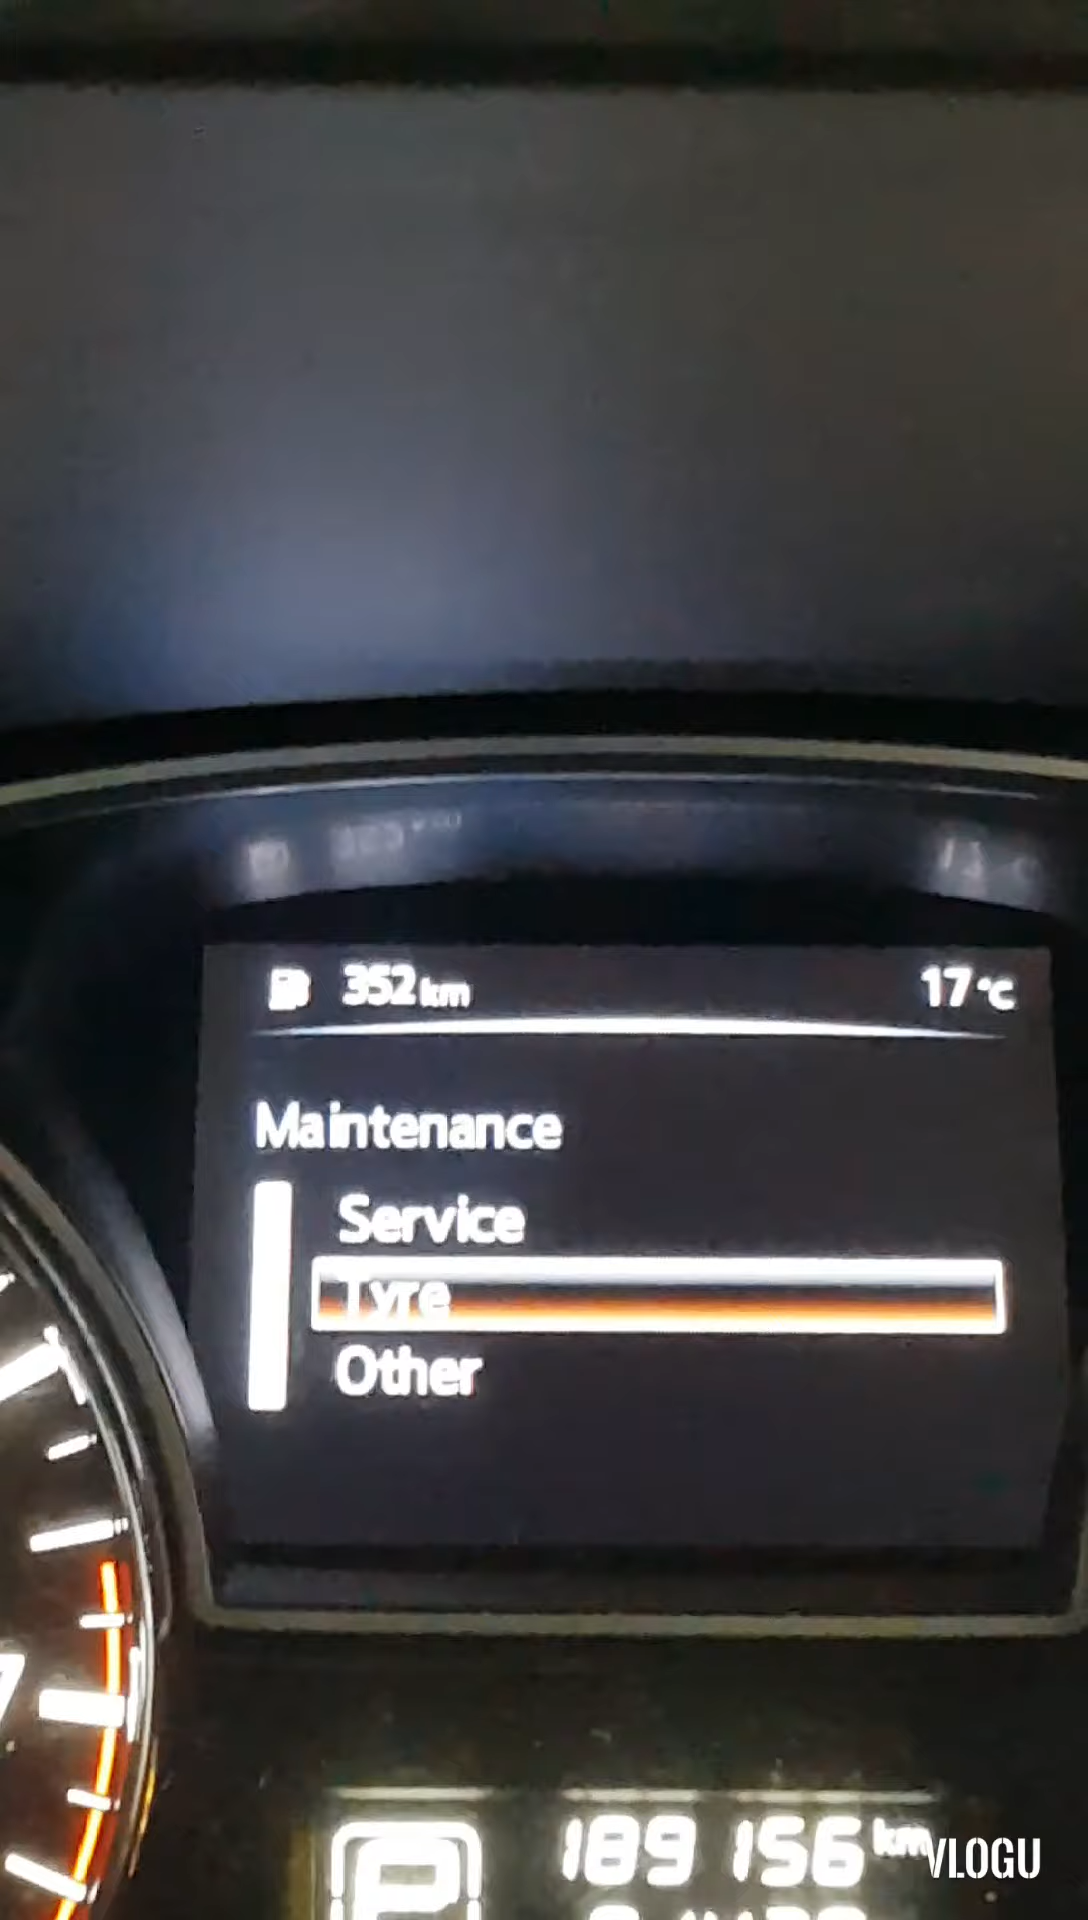 352 km 17 °C
Maintenance
Service
Tyre
Other
P 189 156 km
VLOGU